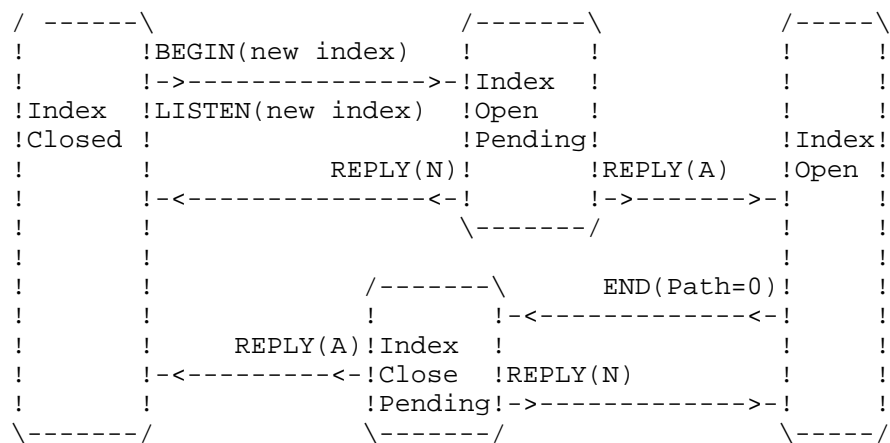 / ------\                    /-------\           /-----\
!       !BEGIN(new index)   !       !           !     !
!       !->--------------->-!Index  !           !     !
!Index  !LISTEN(new index)  !Open   !           !     !
!Closed !                   !Pending!           !Index!
!       !           REPLY(N)!       !REPLY(A)   !Open !
!       !-<---------------<-!       !->------->-!     !
!       !                   \-------/           !     !
!       !                                       !     !
!       !             /-------\       END(Path=0)!     !
!       !             !       !-<-------------<-!     !
!       !     REPLY(A)!Index  !                 !     !
!       !-<---------<-!Close  !REPLY(N)         !     !
!       !             !Pending!->------------->-!     !
\-------/             \-------/                 \-----/